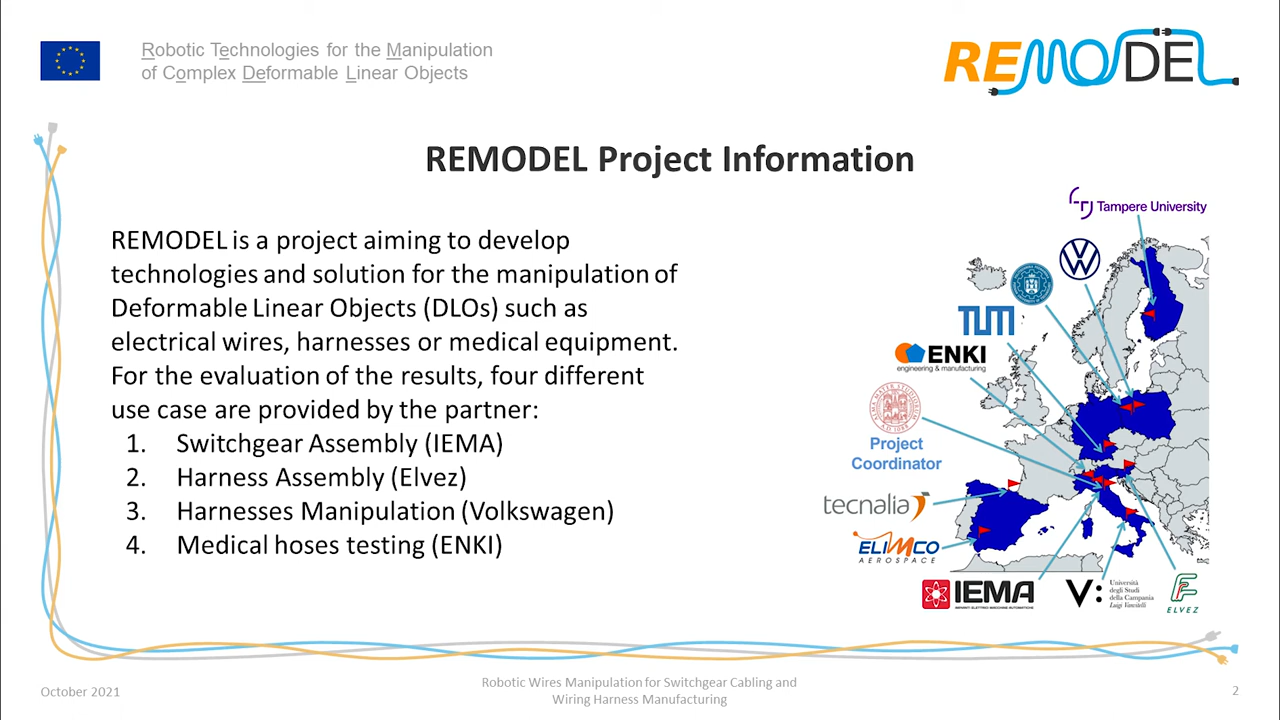 Robotic Technologies for the Manipulation
of Complex Deformable Linear Objects
REMODEL
REMODEL Project Information
REMODEL is a project aiming to develop
technologies and solution for the manipulation of
Deformable Linear Objects (DLOs) such as
electrical wires, harnesses or medical equipment.
For the evaluation of the results, four different
use case are provided by the partner:
1. Switchgear Assembly (IEMA)
2. Harness Assembly (Elvez)
3. Harnesses Manipulation (Volkswagen)
4. Medical hoses testing (ENKI)
Tampere University
TUM
ENKI
engineering & manufacturing
Project
Coordinator
tecnalia
ELIMCO
AEROSPACE
IEMA
IMPIANTI ELETTRICI MACCHINE AUTOMATICHE
V:
Università
degli Studi
della Campania
Luigi Vanvitelli
ELVEZ
October 2021
Robotic Wires Manipulation for Switchgear Cabling and
Wiring Harness Manufacturing
2